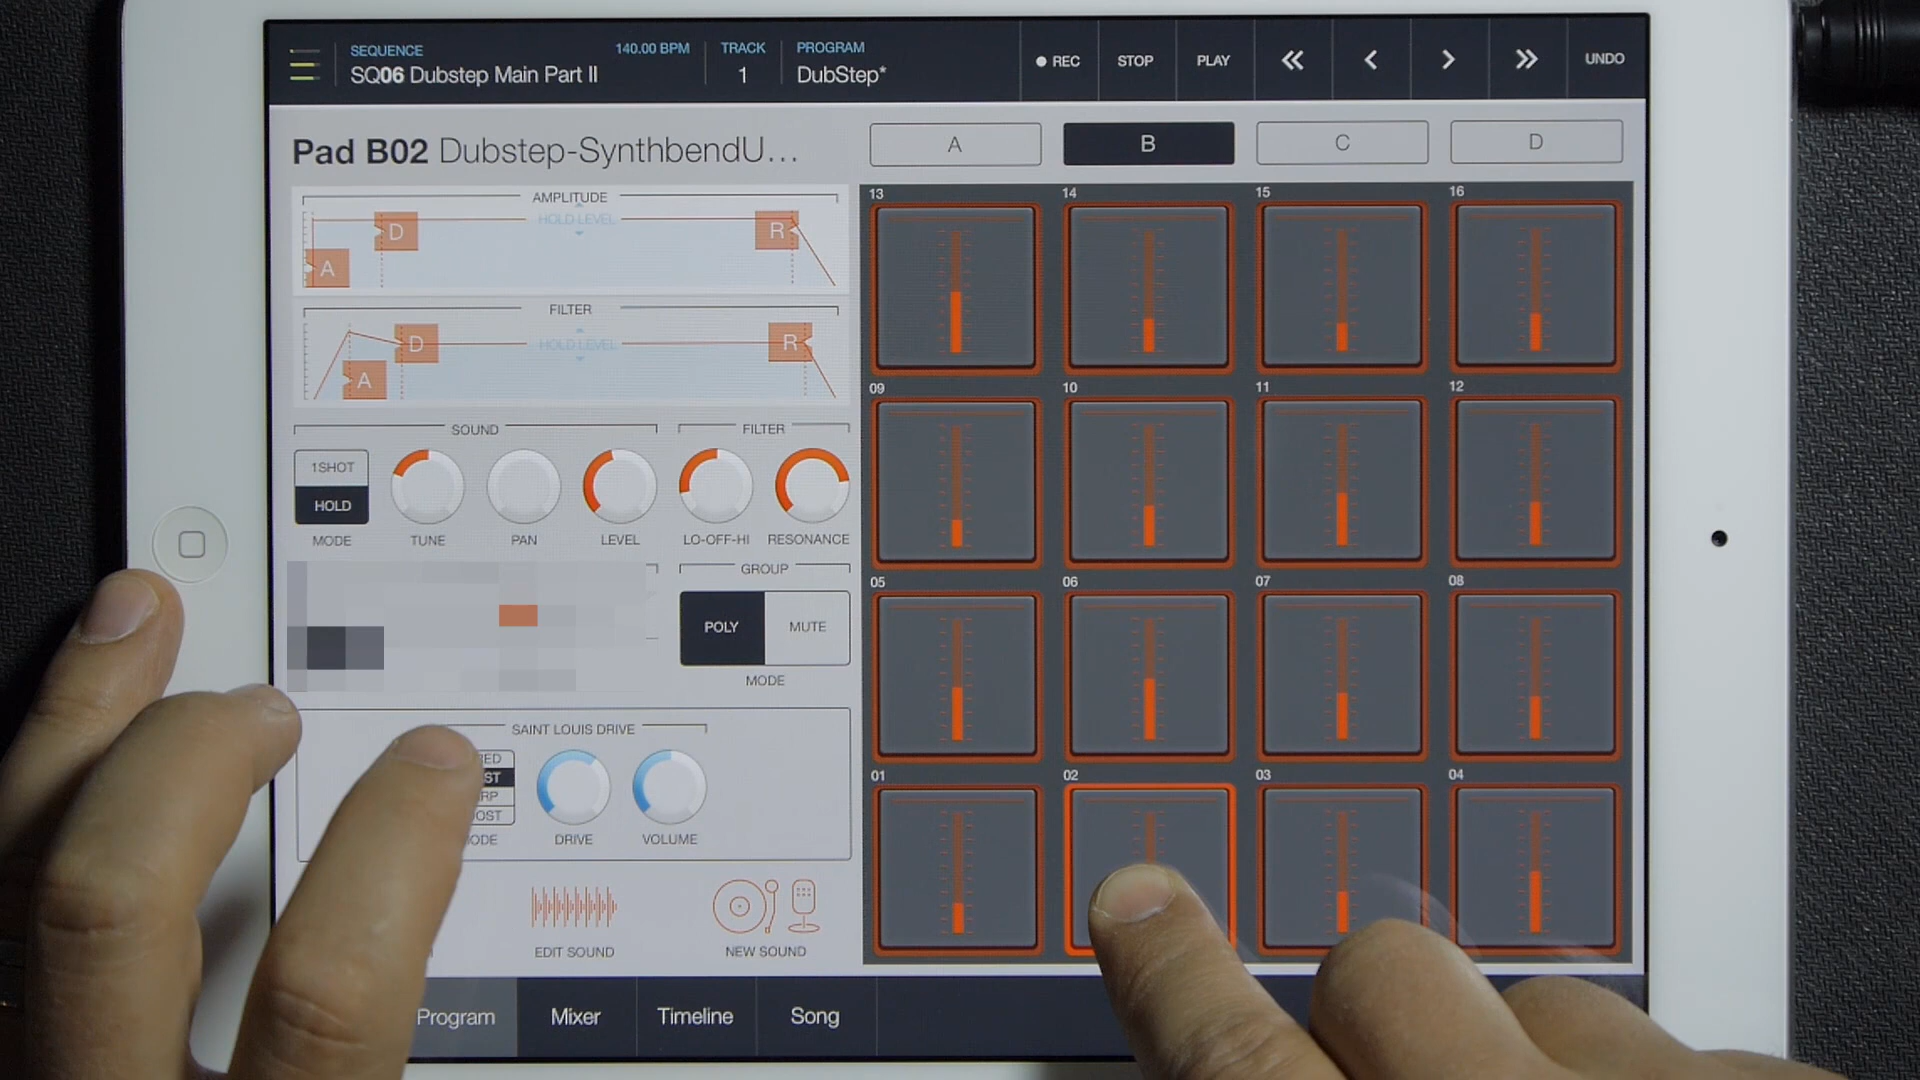 SEQUENCE 140.00 BPM TRACK PROGRAM
SQ06 Dubstep Main Part II 1 DubStep*
REC STOP PLAY UNDO
Pad B02 Dubstep-SynthbendU...
A B C D
AMPLITUDE
HOLD LEVEL
D R
A
FILTER
HOLD LEVEL
D R
A
SOUND FILTER
1SHOT
HOLD
MODE TUNE PAN LEVEL LO-OFF-HI RESONANCE
GROUP
POLY MUTE
MODE
SAINT LOUIS DRIVE
DRIVE VOLUME
EDIT SOUND NEW SOUND
13 14 15 16
09 10 11 12
05 06 07 08
01 02 03 04
Program Mixer Timeline Song